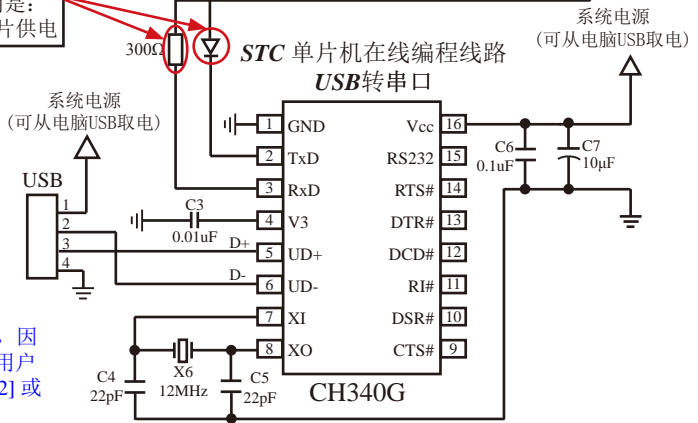 的是：
片供电
300Ω
STC 单片机在线编程线路
USB转串口
系统电源
(可从电脑USB取电)
系统电源
(可从电脑USB取电)
USB
1
2
3
4
C3
0.01uF
D+
D-
1 GND
2 TxD
3 RxD
4 V3
5 UD+
6 UD-
7 XI
8 XO
Vcc 16
RS232 15
RTS# 14
DTR# 13
DCD# 12
RI# 11
DSR# 10
CTS# 9
CH340G
C6
0.1uF
C7
10μF
C4
22pF
X6
12MHz
C5
22pF
，因
用户
2] 或